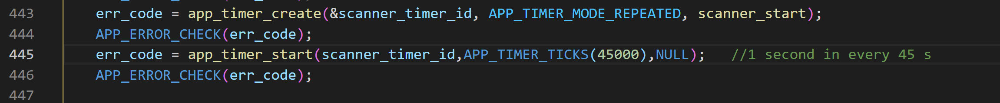 443 err_code = app_timer_create(&scanner_timer_id, APP_TIMER_MODE_REPEATED, scanner_start);
444 APP_ERROR_CHECK(err_code);
445 err_code = app_timer_start(scanner_timer_id,APP_TIMER_TICKS(45000),NULL); //1 second in every 45 s
446 APP_ERROR_CHECK(err_code);
447